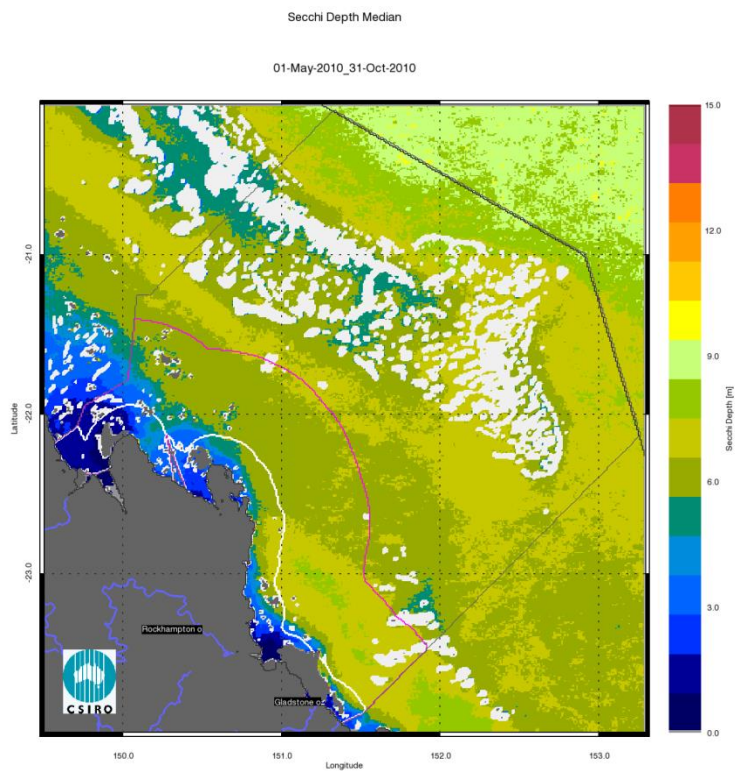 Secchi Depth Median
01-May-2010_31-Oct-2010
15.0
12.0
9.0
6.0
3.0
0.0
Secchi Depth [m]
-21.0
-22.0
-23.0
Latitude
Rockhampton o
Gladstone o
CSIRO
150.0 151.0 152.0 153.0
Longitude